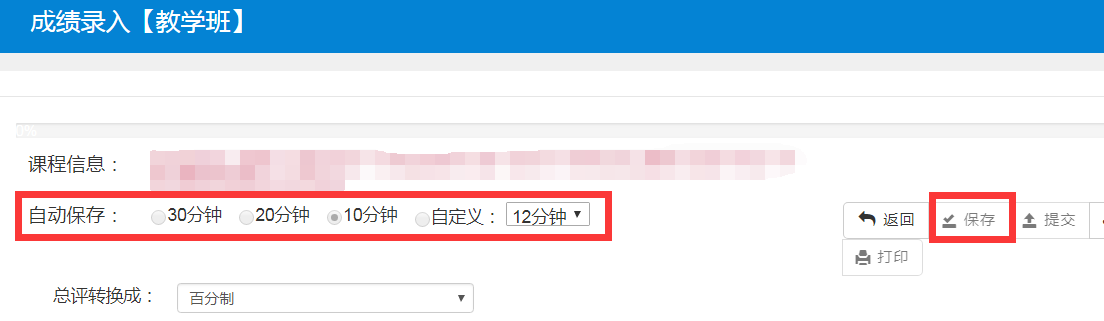 成绩录入【教学班】
0%
课程信息：
自动保存： 30分钟 20分钟 10分钟 自定义： 12分钟
返回 保存 提交
打印
总评转换成： 百分制